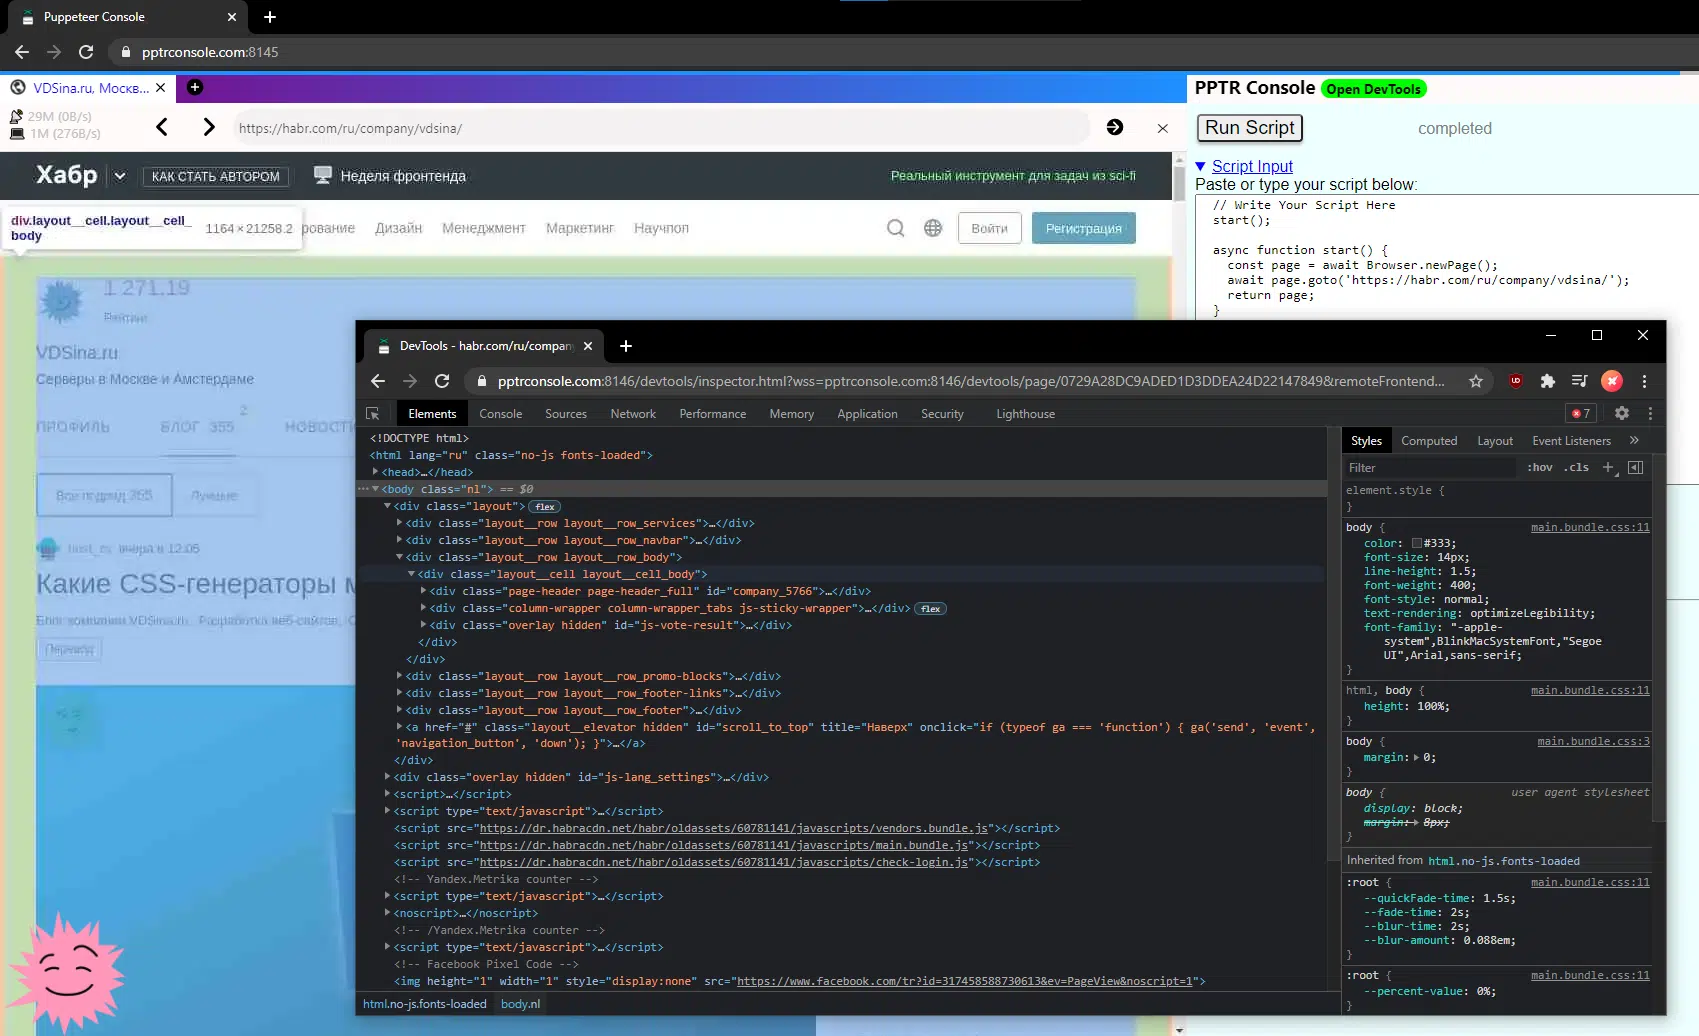 Puppeteer Console
pptrconsole.com:8145
VDSina.ru, Москв...
29M (0B/s)
1M (276B/s)
https://habr.com/ru/company/vdsina/
Хабр
КАК СТАТЬ АВТОРОМ
Неделя фронтенда
Реальный инструмент для задач из sci-fi
div.layout__cell.layout__cell_
body
1164 × 21258.2
рование
Дизайн
Менеджмент
Маркетинг
Научпоп
Войти
Регистрация
1 271.19
Рейтинг
VDSina.ru
Серверы в Москве и Амстердаме
ПРОФИЛЬ
БЛОГ 355
2
НОВОСТИ
Все подряд 355
Лучшие
вчера в 12:05
Какие CSS-генераторы м
Блог компании VDSina.ru, Разработка веб-сайтов,
Перевод
PPTR Console
Open DevTools
Run Script
completed
▼ Script Input
Paste or type your script below:
// Write Your Script Here
start();
async function start() {
const page = await Browser.newPage();
await page.goto('https://habr.com/ru/company/vdsina/');
return page;
}
DevTools - habr.com/ru/compan
pptrconsole.com:8146/devtools/inspector.html?wss=pptrconsole.com:8146/devtools/page/0729A28DC9ADED1D3DDEA24D22147849&remoteFrontend...
Elements
Console
Sources
Network
Performance
Memory
Application
Security
Lighthouse
7
<!DOCTYPE html>
<html lang="ru" class="no-js fonts-loaded">
<head>…</head>
<body class="nl"> == $0
<div class="layout"> flex
<div class="layout__row layout__row_services">…</div>
<div class="layout__row layout__row_navbar">…</div>
<div class="layout__row layout__row_body">
<div class="layout__cell layout__cell_body">
<div class="page-header page-header_full" id="company_5766">…</div>
<div class="column-wrapper column-wrapper_tabs js-sticky-wrapper">…</div> flex
<div class="overlay hidden" id="js-vote-result">…</div>
</div>
</div>
<div class="layout__row layout__row_promo-blocks">…</div>
<div class="layout__row layout__row_footer-links">…</div>
<div class="layout__row layout__row_footer">…</div>
<a href="#" class="layout__elevator hidden" id="scroll_to_top" title="Наверх" onclick="if (typeof ga === 'function') { ga('send', 'event',
'navigation_button', 'down'); }">…</a>
</div>
<div class="overlay hidden" id="js-lang_settings">…</div>
<script>…</script>
<script type="text/javascript">…</script>
<script src="https://dr.habracdn.net/habr/oldassets/60781141/javascripts/vendors.bundle.js"></script>
<script src="https://dr.habracdn.net/habr/oldassets/60781141/javascripts/main.bundle.js"></script>
<script src="https://dr.habracdn.net/habr/oldassets/60781141/javascripts/check-login.js"></script>
<!-- Yandex.Metrika counter -->
<script type="text/javascript">…</script>
<noscript>…</noscript>
<!-- /Yandex.Metrika counter -->
<script type="text/javascript">…</script>
<!-- Facebook Pixel Code -->
<img height="1" width="1" style="display:none" src="https://www.facebook.com/tr?id=317458588730613&ev=PageView&noscript=1">
html.no-js.fonts-loaded
body.nl
Styles
Computed
Layout
Event Listeners
»
Filter
:hov .cls +
element.style {
}
body {
main.bundle.css:11
color: #333;
font-size: 14px;
line-height: 1.5;
font-weight: 400;
font-style: normal;
text-rendering: optimizeLegibility;
font-family: "-apple-
system",BlinkMacSystemFont,"Segoe
UI",Arial,sans-serif;
}
html, body {
main.bundle.css:11
height: 100%;
}
body {
main.bundle.css:3
margin: 0;
}
body {
user agent stylesheet
display: block;
margin: 8px;
}
Inherited from html.no-js.fonts-loaded
:root {
main.bundle.css:11
--quickFade-time: 1.5s;
--fade-time: 2s;
--blur-time: 2s;
--blur-amount: 0.088em;
}
:root {
main.bundle.css:11
--percent-value: 0%;
}